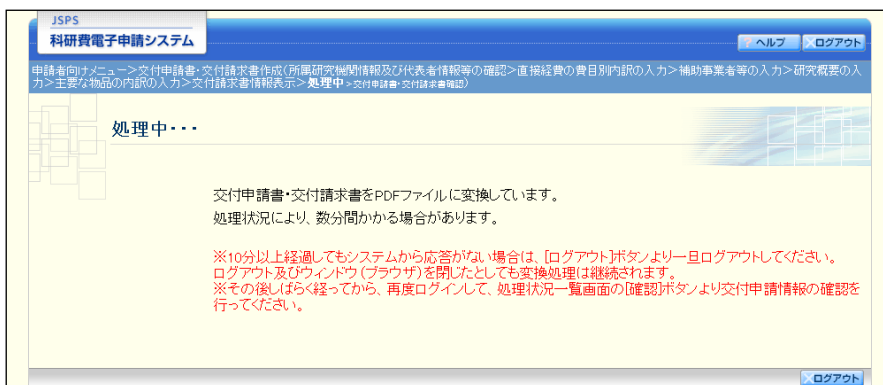 JSPS
科研費電子申請システム
? ヘルプ
ログアウト
申請者向けメニュー＞交付申請書・交付請求書作成(所属研究機関情報及び代表者情報等の確認＞直接経費の費目別内訳の入力＞補助事業者等の入力＞研究概要の入
力＞主要な物品の内訳の入力＞交付請求書情報表示＞処理中＞交付申請書・交付請求書確認)
処理中・・・
交付申請書・交付請求書をPDFファイルに変換しています。
処理状況により、数分間かかる場合があります。
※10分以上経過してもシステムから応答がない場合は、[ログアウト]ボタンより一旦ログアウトしてください。
ログアウト及びウィンドウ（ブラウザ）を閉じたとしても変換処理は継続されます。
※その後しばらく経ってから、再度ログインして、処理状況一覧画面の[確認]ボタンより交付申請情報の確認を
行ってください。
ログアウト